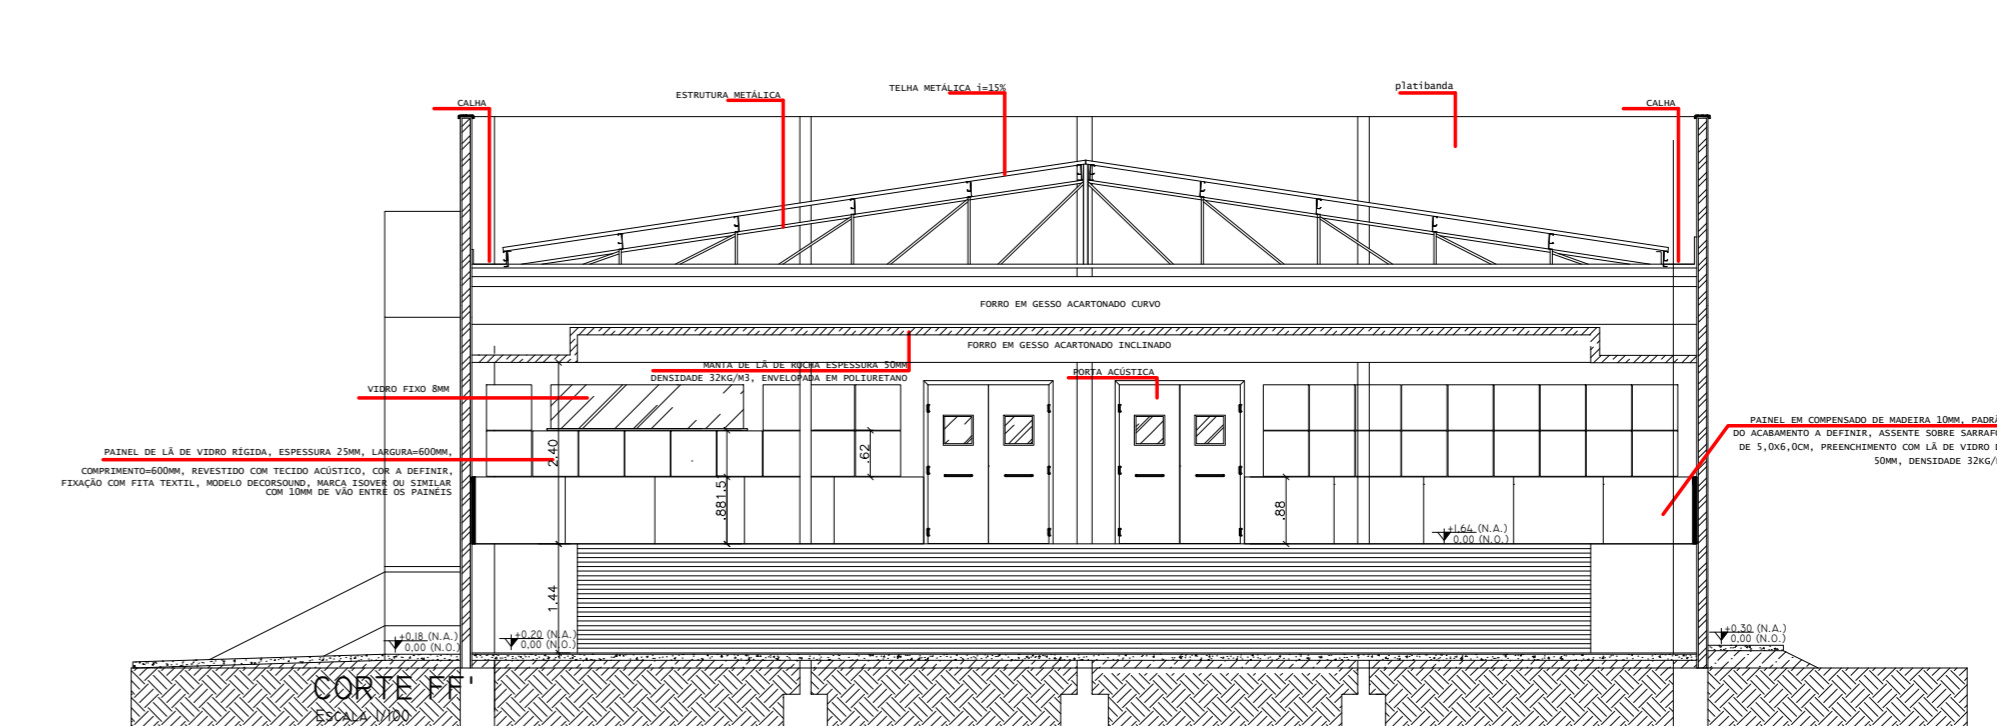 platibanda
TELHA METÁLICA i=15%
ESTRUTURA METÁLICA
CALHA
CALHA
FORRO EM GESSO ACARTONADO CURVO
FORRO EM GESSO ACARTONADO INCLINADO
MANTA DE LÃ DE ROCHA ESPESSURA 50MM
DENSIDADE 32KG/M3, ENVELOPADA EM POLIURETANO
PORTA ACÚSTICA
VIDRO FIXO 8MM
PAINEL DE LÃ DE VIDRO RÍGIDA, ESPESSURA 25MM, LARGURA=600MM,
COMPRIMENTO=600MM, REVESTIDO COM TECIDO ACÚSTICO, COR A DEFINIR,
FIXAÇÃO COM FITA TEXTIL, MODELO DECORSOUND, MARCA ISOVER OU SIMILAR
COM 10MM DE VÃO ENTRE OS PAINÉIS
PAINEL EM COMPENSADO DE MADEIRA 10MM, PADRÃ
DO ACABAMENTO A DEFINIR, ASSENTE SOBRE SARRAFO
DE 5,0X6,0CM, PREENCHIMENTO COM LÃ DE VIDRO
50MM, DENSIDADE 32KG/
2.40
.62
.88
1.5
.88
+1.64 (N.A.)
0,00 (N.O.)
1.44
+0,18 (N.A.)
0,00 (N.O.)
+0,20 (N.A.)
0,00 (N.O.)
+0,30 (N.A.)
0,00 (N.O.)
CORTE FF'
ESCALA 1/100